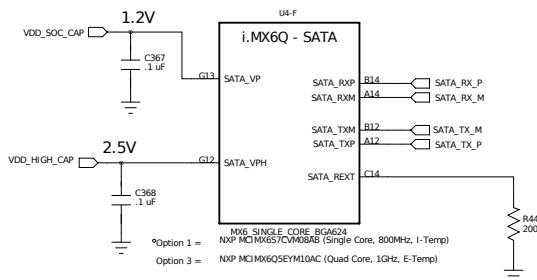 U4-F
1.2V
i.MX6Q - SATA
VDD_SOC_CAP
C367
.1 uF
G13
SATA_VP
SATA_RXP
B14
SATA_RX_P
SATA_RXM
A14
SATA_RX_M
SATA_TXM
B12
SATA_TX_M
SATA_TXP
A12
SATA_TX_P
2.5V
VDD_HIGH_CAP
G12
SATA_VPH
SATA_REXT
C14
C368
.1 uF
R44
200
MX6_SINGLE_CORE_BGA624
Option 1 = NXP MCIMX6S7CVM08AB (Single Core, 800MHz, I-Temp)
Option 3 = NXP MCIMX6Q5EYM10AC (Quad Core, 1GHz, E-Temp)